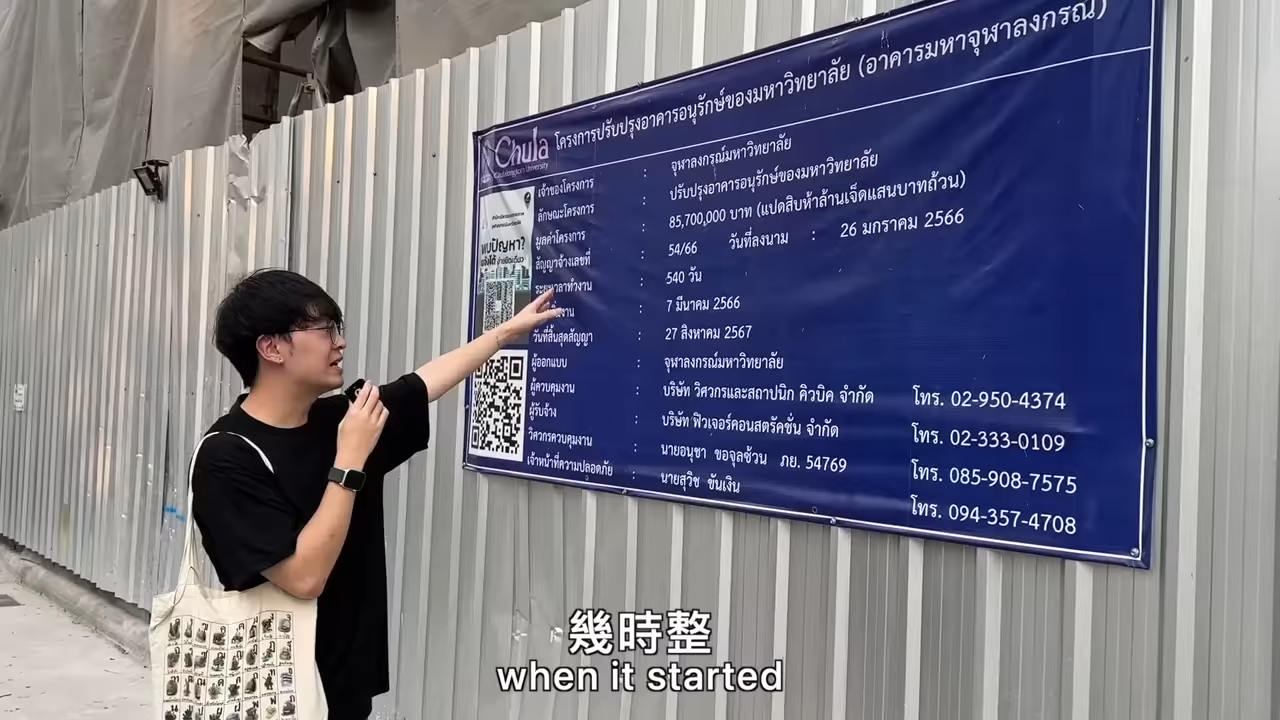 โครงการปรับปรุงอาคารอนุรักษ์ของมหาวิทยาลัย (อาคารมหาจุฬาลงกรณ์)
Chula
Chulalongkorn University
เจ้าของโครงการ : จุฬาลงกรณ์มหาวิทยาลัย
ลักษณะโครงการ : ปรับปรุงอาคารอนุรักษ์ของมหาวิทยาลัย
มูลค่าโครงการ : 85,700,000 บาท (แปดสิบห้าล้านเจ็ดแสนบาทถ้วน)
สัญญาจ้างเลขที่ : 54/66 วันที่ลงนาม : 26 มกราคม 2566
ระยะเวลาทำงาน : 540 วัน
งาน : 7 มีนาคม 2566
วันที่สิ้นสุดสัญญา : 27 สิงหาคม 2567
ผู้ออกแบบ : จุฬาลงกรณ์มหาวิทยาลัย
ผู้ควบคุมงาน : บริษัท วิศวกรและสถาปนิก คิวบิค จำกัด โทร. 02-950-4374
ผู้รับจ้าง : บริษัท ฟิวเจอร์คอนสตรัคชั่น จำกัด โทร. 02-333-0109
วิศวกรควบคุมงาน : นายอนุชา ขอจุลซ้วน ภย. 54769 โทร. 085-908-7575
เจ้าหน้าที่ความปลอดภัย : นายสุวิช ขันเงิน โทร. 094-357-4708
พบปัญหา?
幾時整
when it started